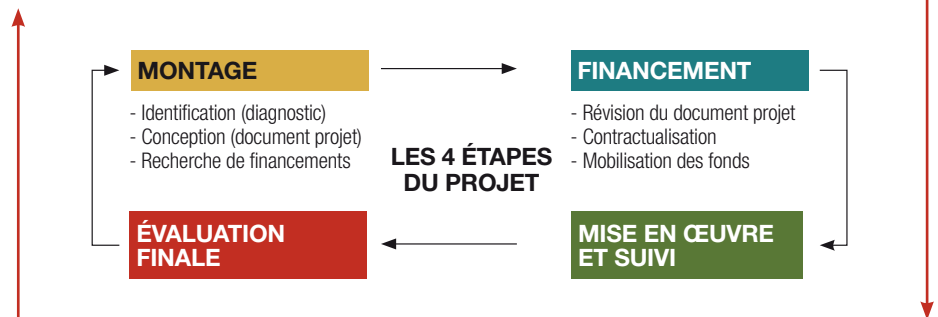 MONTAGE
- Identification (diagnostic)
- Conception (document projet)
- Recherche de financements
FINANCEMENT
- Révision du document projet
- Contractualisation
- Mobilisation des fonds
LES 4 ÉTAPES
DU PROJET
ÉVALUATION
FINALE
MISE EN ŒUVRE
ET SUIVI